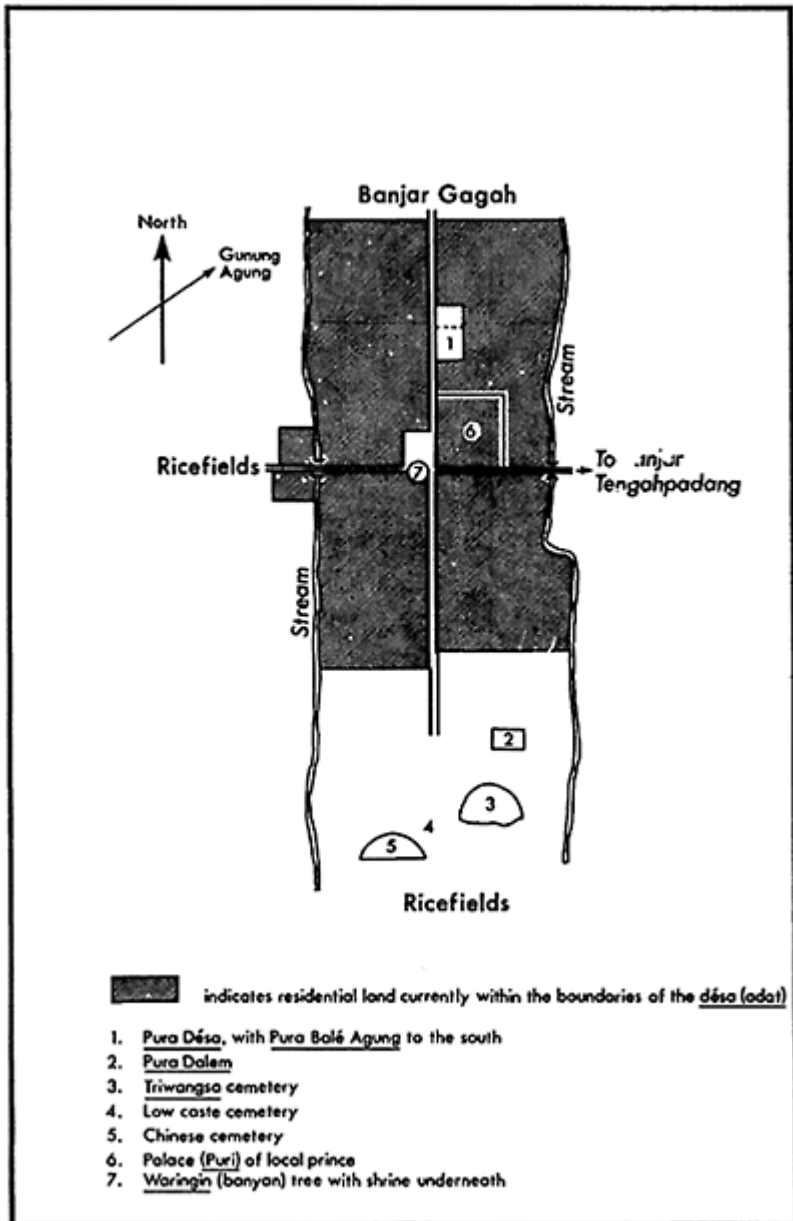 Banjar Gagah
North
Gunung
Agung
1
Stream
6
Ricefields
7
To
Tengahpadang
Stream
2
3
4
5
Ricefields
indicates residential land currently within the boundaries of the désa (adat)
1. Pura Désa, with Pura Balé Agung to the south
2. Pura Dalem
3. Triwangsa cemetery
4. Low caste cemetery
5. Chinese cemetery
6. Palace (Puri) of local prince
7. Waringin (banyan) tree with shrine underneath